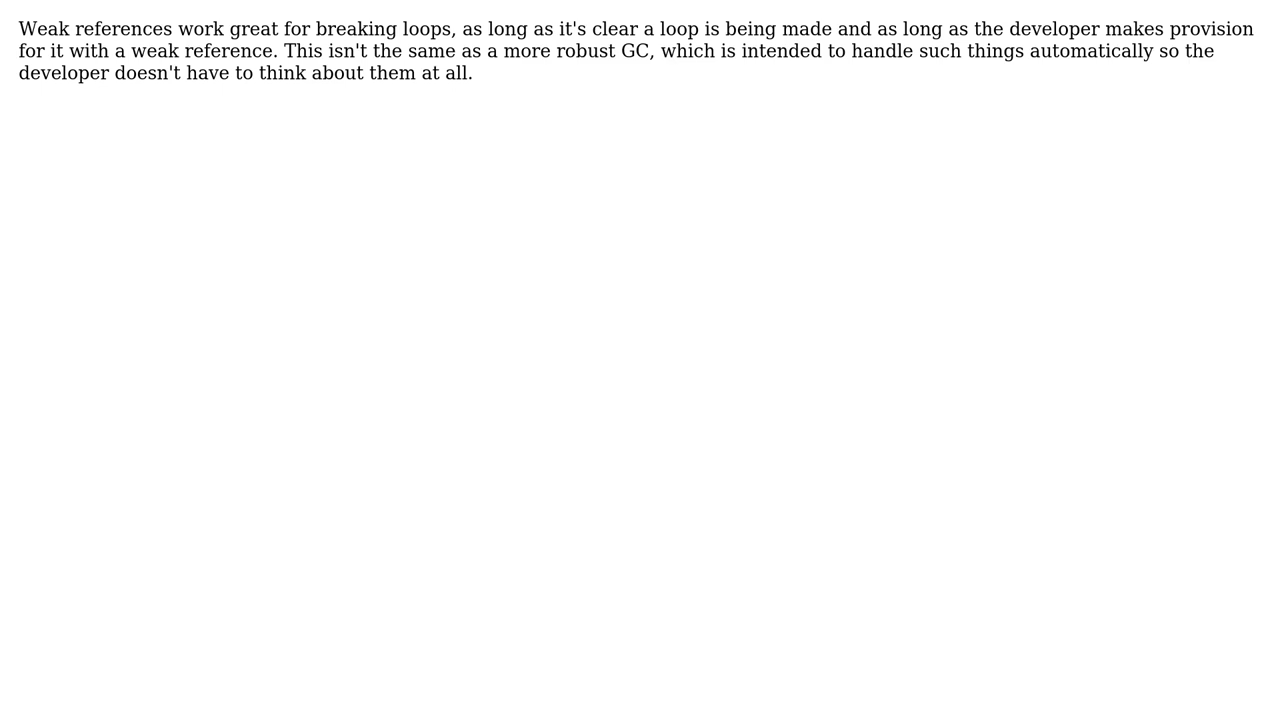 Weak references work great for breaking loops, as long as it's clear a loop is being made and as long as the developer makes provision
for it with a weak reference. This isn't the same as a more robust GC, which is intended to handle such things automatically so the
developer doesn't have to think about them at all.